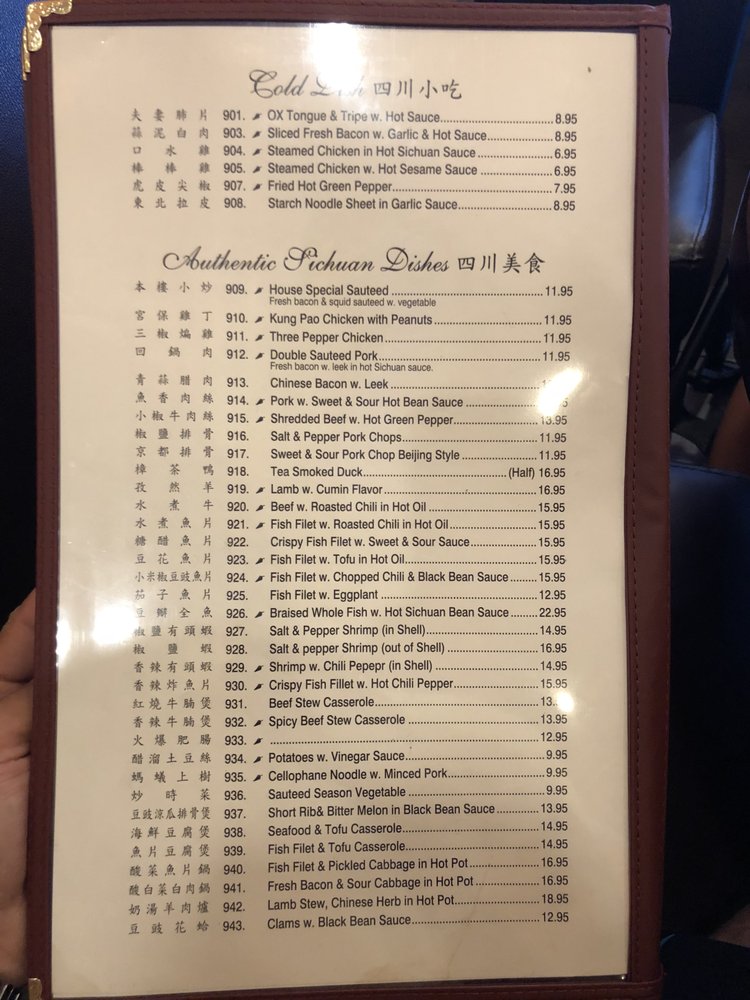 Cold 四川小吃
夫妻肺片 901. OX Tongue & Tripe w. Hot Sauce 8.95
蒜泥白肉 903. Sliced Fresh Bacon w. Garlic & Hot Sauce 8.95
口水雞 904. Steamed Chicken in Hot Sichuan Sauce 6.95
棒棒雞 905. Steamed Chicken w. Hot Sesame Sauce 6.95
虎皮尖椒 907. Fried Hot Green Pepper 7.95
東北拉皮 908. Starch Noodle Sheet in Garlic Sauce 8.95
Authentic Sichuan Dishes 四川美食
本樓小炒 909. House Special Sauteed 11.95
Fresh bacon & squid sauteed w. vegetable
宮保雞丁 910. Kung Pao Chicken with Peanuts 11.95
三椒煸雞 911. Three Pepper Chicken 11.95
回鍋肉 912. Double Sauteed Pork 11.95
Fresh bacon w. leek in hot Sichuan sauce.
青蒜腊肉 913. Chinese Bacon w. Leek
魚香肉絲 914. Pork w. Sweet & Sour Hot Bean Sauce
小椒牛肉絲 915. Shredded Beef w. Hot Green Pepper 13.95
椒鹽排骨 916. Salt & Pepper Pork Chops 11.95
京都排骨 917. Sweet & Sour Pork Chop Beijing Style 11.95
樟茶鴨 918. Tea Smoked Duck (Half) 16.95
孜然羊 919. Lamb w. Cumin Flavor 16.95
水煮牛 920. Beef w. Roasted Chili in Hot Oil 15.95
水煮魚片 921. Fish Filet w. Roasted Chili in Hot Oil 15.95
糖醋魚片 922. Crispy Fish Filet w. Sweet & Sour Sauce 15.95
豆花魚片 923. Fish Filet w. Tofu in Hot Oil 15.95
小米椒豆豉魚片 924. Fish Filet w. Chopped Chili & Black Bean Sauce 15.95
茄子魚片 925. Fish Filet w. Eggplant 12.95
豆瓣全魚 926. Braised Whole Fish w. Hot Sichuan Bean Sauce 22.95
椒鹽有頭蝦 927. Salt & Pepper Shrimp (in Shell) 14.95
椒鹽蝦 928. Salt & pepper Shrimp (out of Shell) 16.95
香辣有頭蝦 929. Shrimp w. Chili Pepepr (in Shell) 14.95
香辣炸魚片 930. Crispy Fish Fillet w. Hot Chili Pepper 15.95
紅燒牛腩煲 931. Beef Stew Casserole
香辣牛腩煲 932. Spicy Beef Stew Casserole 13.95
火爆肥腸 933. 12.95
醋溜土豆絲 934. Potatoes w. Vinegar Sauce 9.95
螞蟻上樹 935. Cellophane Noodle w. Minced Pork 9.95
炒時菜 936. Sauteed Season Vegetable 9.95
豆豉涼瓜排骨煲 937. Short Rib& Bitter Melon in Black Bean Sauce 13.95
海鮮豆腐煲 938. Seafood & Tofu Casserole 14.95
魚片豆腐煲 939. Fish Filet & Tofu Casserole 14.95
酸菜魚片鍋 940. Fish Filet & Pickled Cabbage in Hot Pot 16.95
酸白菜白肉鍋 941. Fresh Bacon & Sour Cabbage in Hot Pot 16.95
奶湯羊肉爐 942. Lamb Stew, Chinese Herb in Hot Pot 18.95
豆豉花蛤 943. Clams w. Black Bean Sauce 12.95